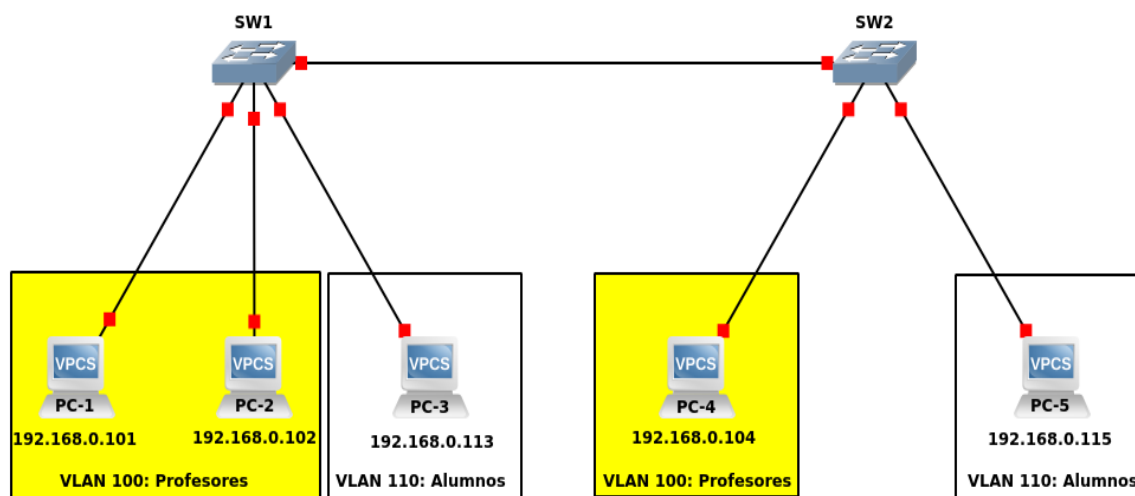 SW1
SW2
VPCS
VPCS
VPCS
VPCS
VPCS
PC-1
PC-2
PC-3
PC-4
PC-5
192.168.0.101
192.168.0.102
192.168.0.113
192.168.0.104
192.168.0.115
VLAN 100: Profesores
VLAN 110: Alumnos
VLAN 100: Profesores
VLAN 110: Alumnos